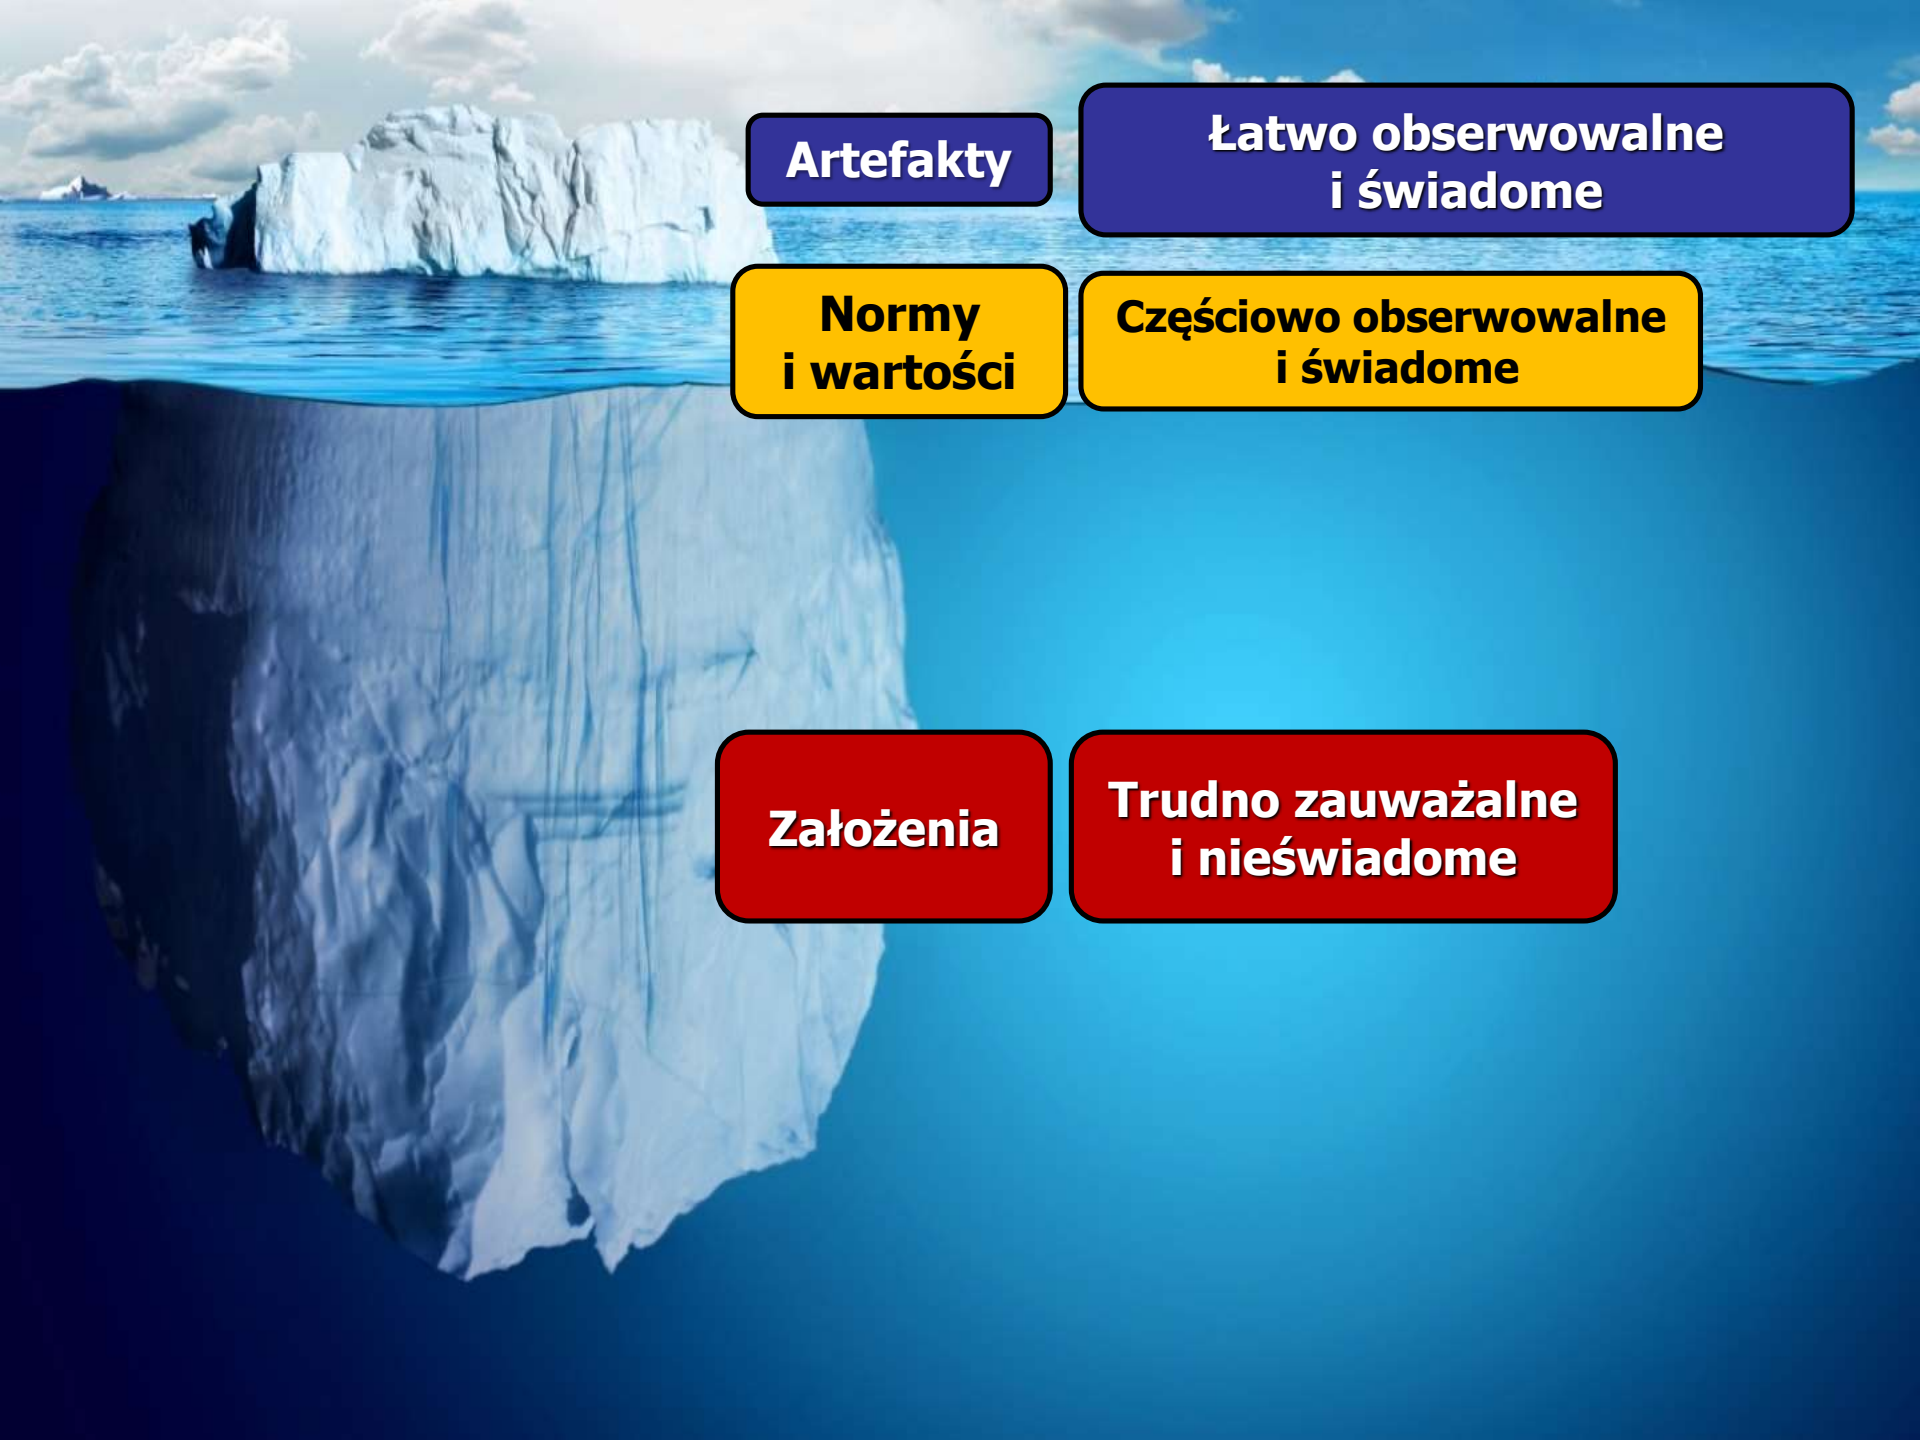 Artefakty
Łatwo obserwowalne
i świadome
Normy
i wartości
Częściowo obserwowalne
i świadome
Założenia
Trudno zauważalne
i nieświadome